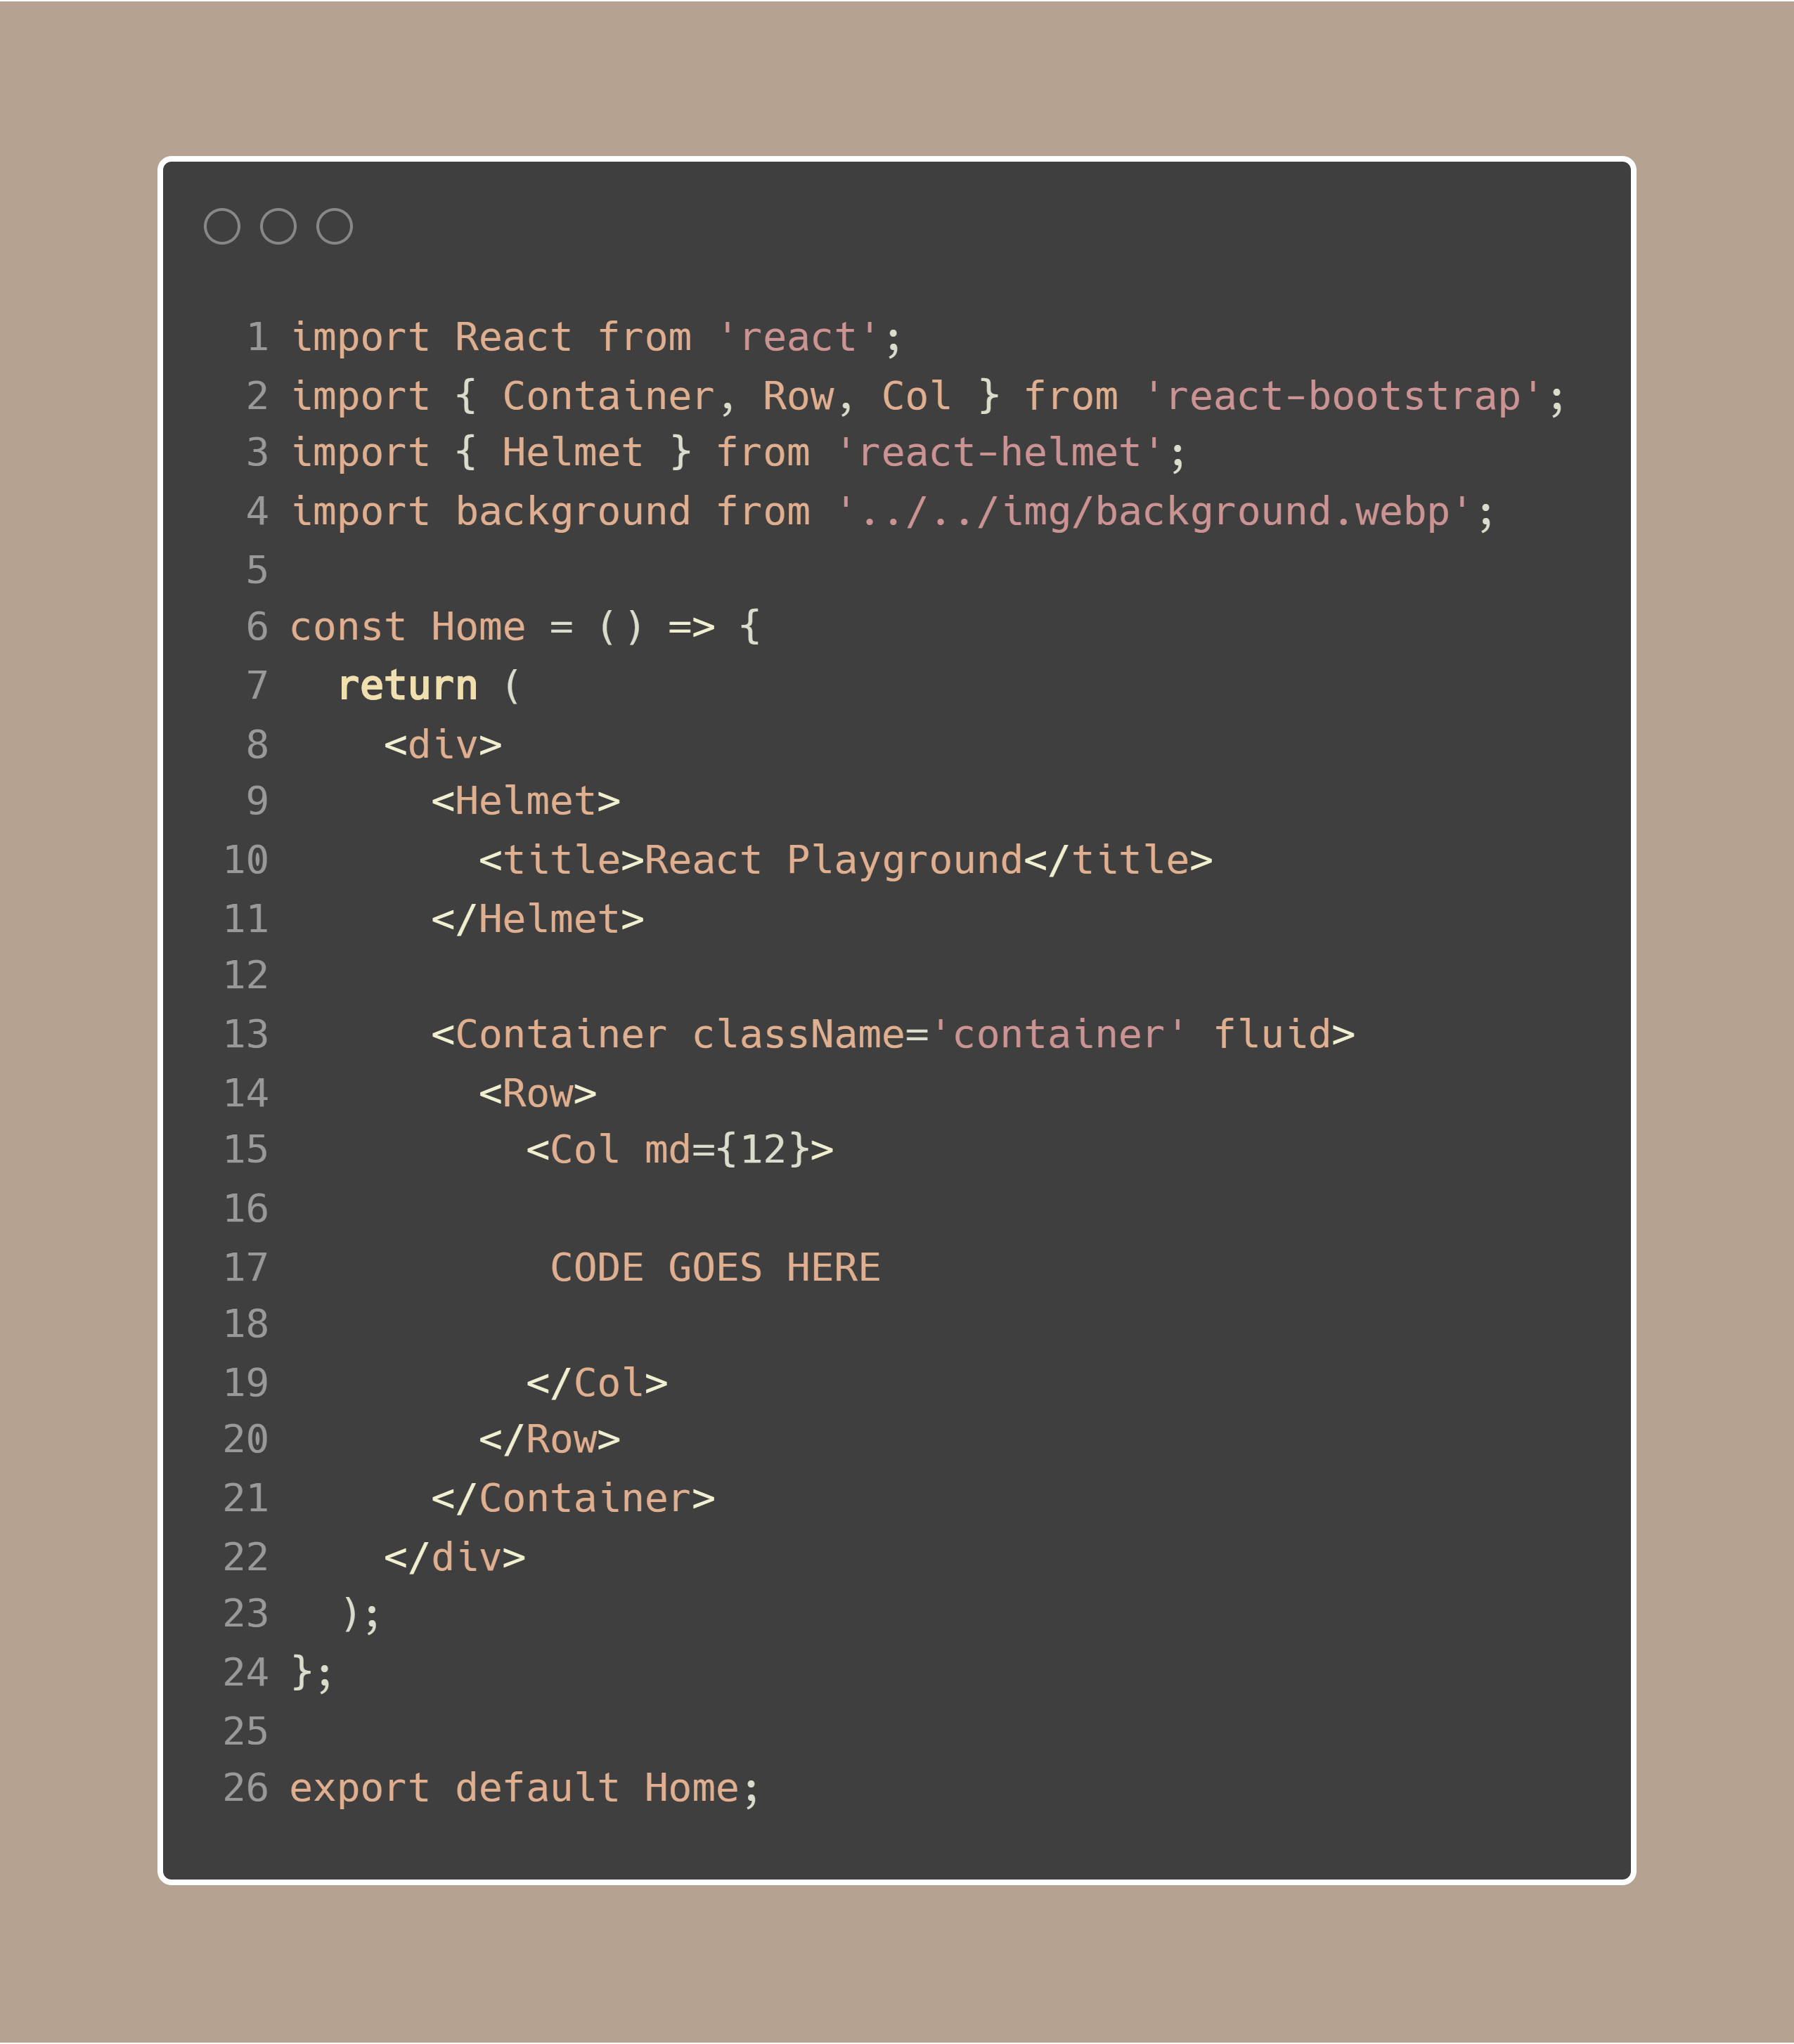 1 import React from 'react';
2 import { Container, Row, Col } from 'react-bootstrap';
3 import { Helmet } from 'react-helmet';
4 import background from '../../img/background.webp';
5
6 const Home = () => {
7   return (
8     <div>
9       <Helmet>
10         <title>React Playground</title>
11       </Helmet>
12
13       <Container className='container' fluid>
14         <Row>
15           <Col md={12}>
16
17            CODE GOES HERE
18
19           </Col>
20         </Row>
21       </Container>
22     </div>
23   );
24 };
25
26 export default Home;